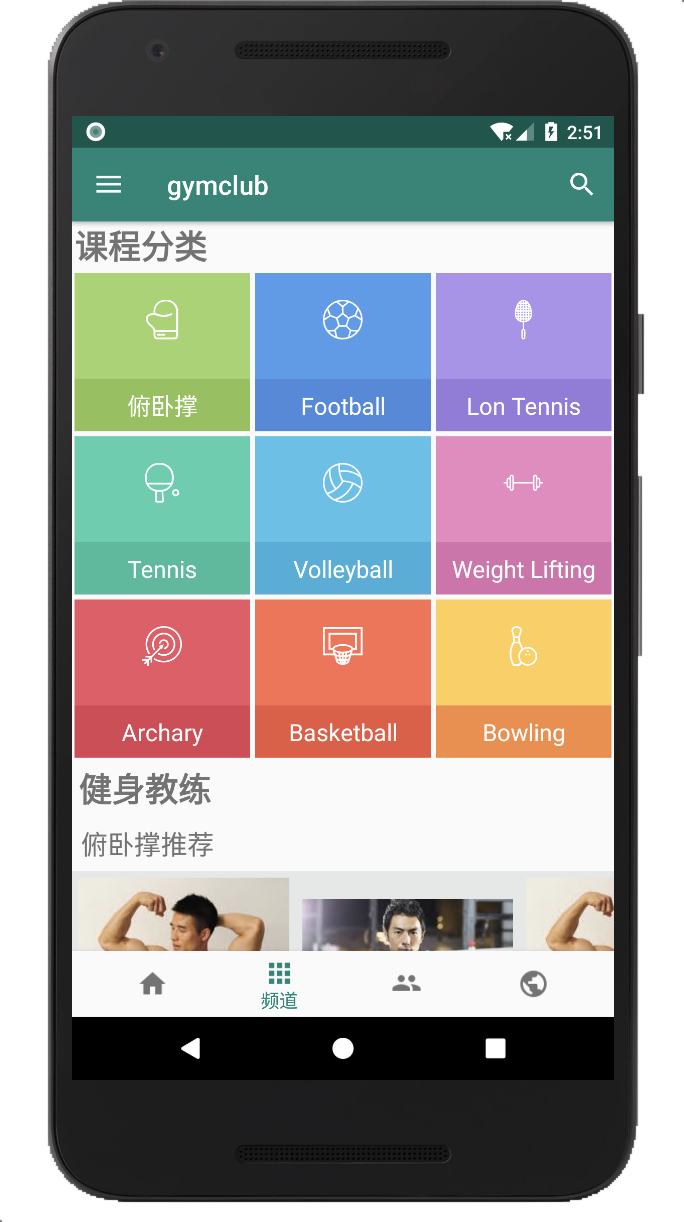 2:51
gymclub
课程分类
俯卧撑
Football
Lon Tennis
Tennis
Volleyball
Weight Lifting
Archary
Basketball
Bowling
健身教练
俯卧撑推荐
频道